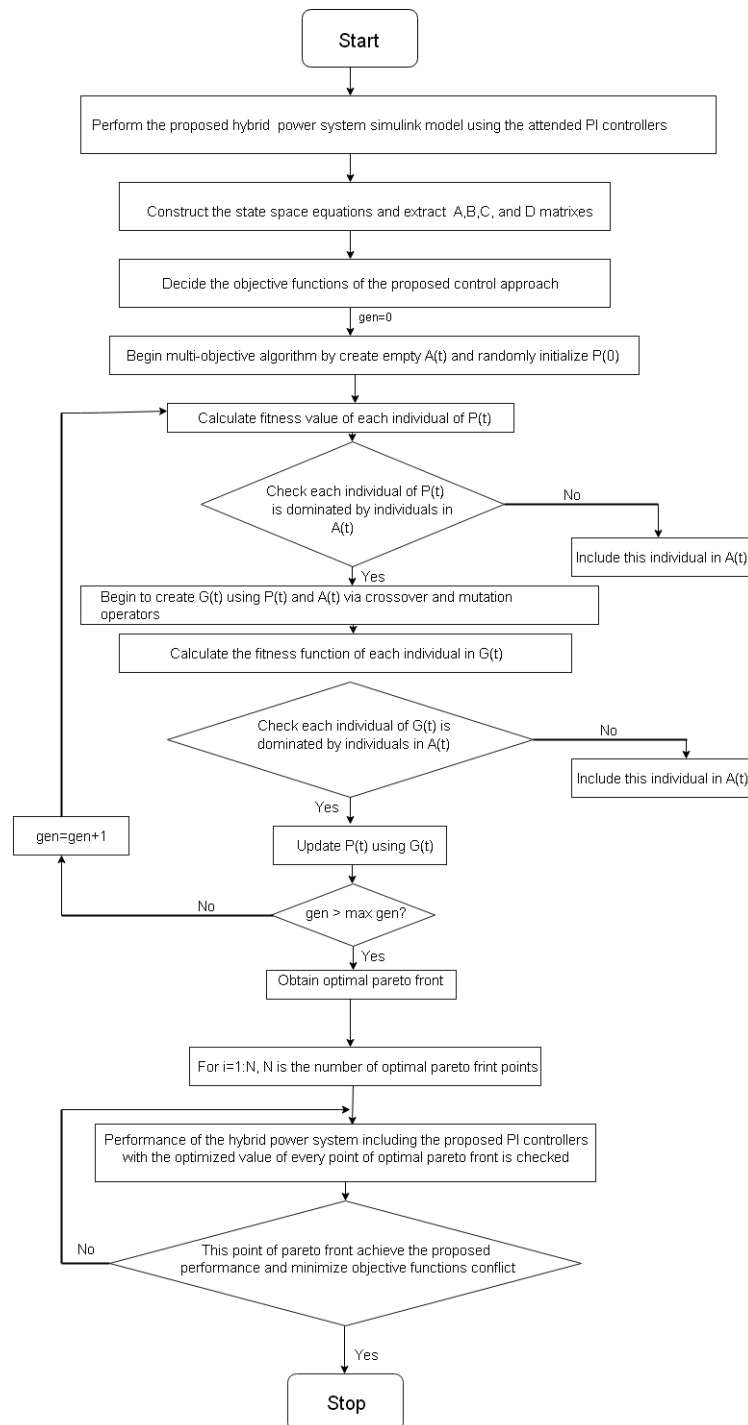 Start
Perform the proposed hybrid power system simulink model using the attended PI controllers
Construct the state space equations and extract A,B,C, and D matrixes
Decide the objective functions of the proposed control approach
gen=0
Begin multi-objective algorithm by create empty A(t) and randomly initialize P(0)
Calculate fitness value of each individual of P(t)
Check each individual of P(t)
is dominated by individuals in
A(t)
No
Include this individual in A(t)
Yes
Begin to create G(t) using P(t) and A(t) via crossover and mutation
operators
Calculate the fitness function of each individual in G(t)
Check each individual of G(t) is
dominated by individuals in A(t)
No
Include this individual in A(t)
Yes
Update P(t) using G(t)
gen=gen+1
No
gen > max gen?
Yes
Obtain optimal pareto front
For i=1:N, N is the number of optimal pareto frint points
Performance of the hybrid power system including the proposed PI controllers
with the optimized value of every point of optimal pareto front is checked
No
This point of pareto front achieve the proposed
performance and minimize objective functions conflict
Yes
Stop